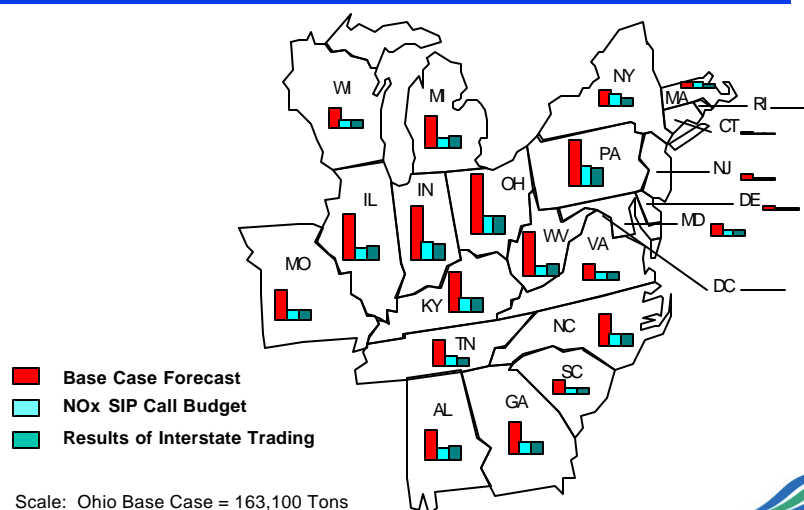 NY
WI
MI
MA
RI
CT
PA
NJ
OH
IN
IL
DE
MD
WV
VA
MO
DC
KY
NC
TN
SC
AL
GA
Base Case Forecast
NOx SIP Call Budget
Results of Interstate Trading
Scale: Ohio Base Case = 163,100 Tons